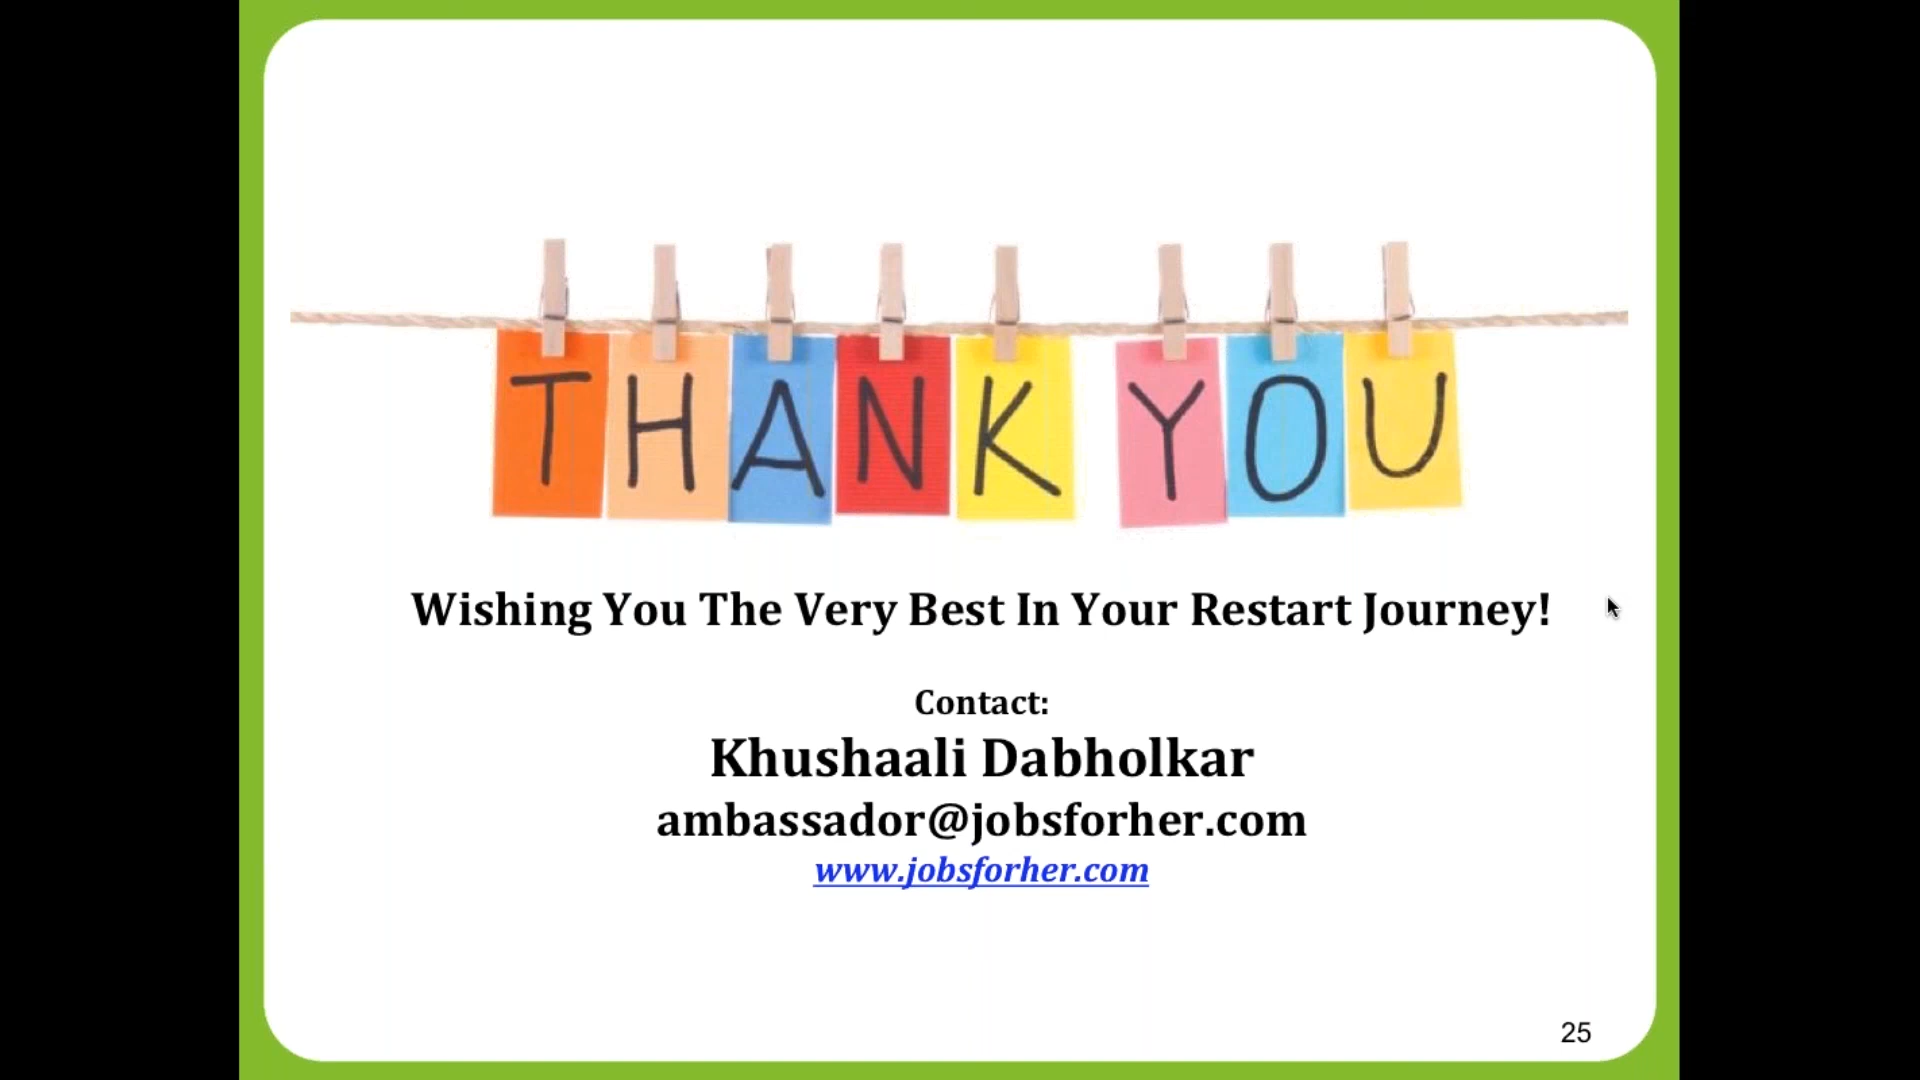 THANK YOU
Wishing You The Very Best In Your Restart Journey!
Contact:
Khushaali Dabholkar
ambassador@jobsforher.com
www.jobsforher.com
25